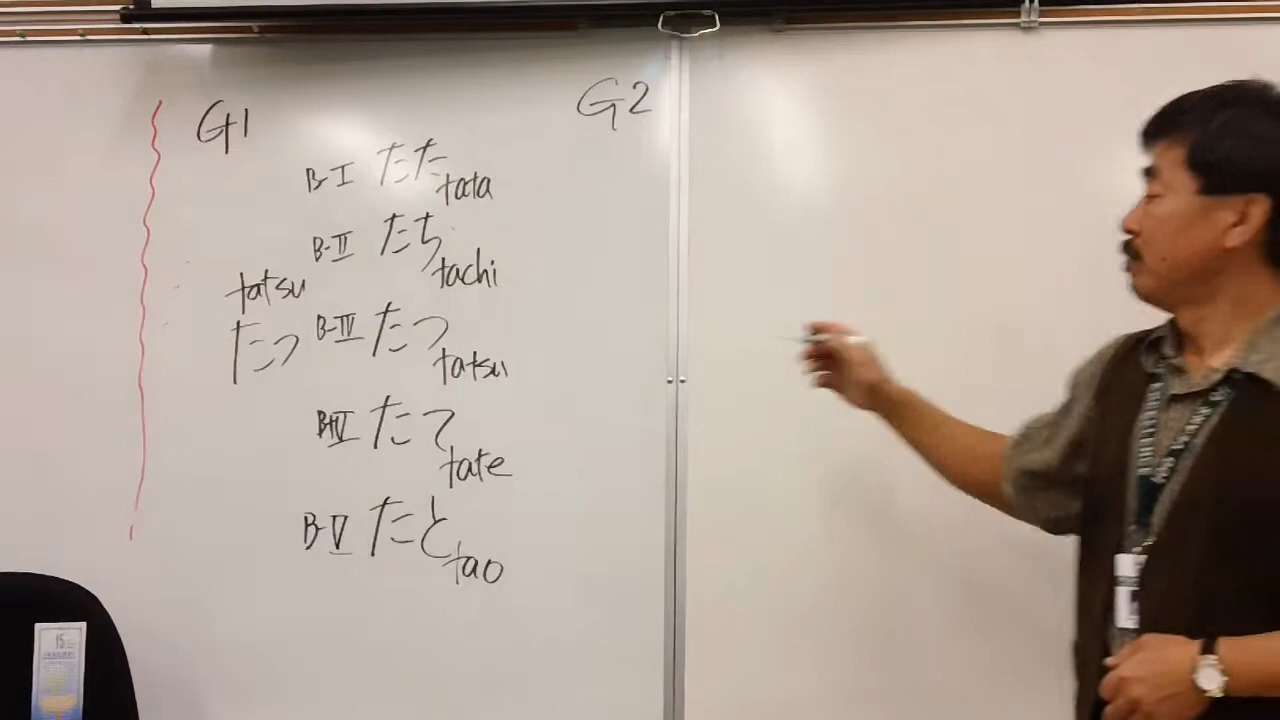 G1
G2
B-I たた
tata
B-II たち
tachi
tatsu
たつ
B-III たつ
tatsu
B-IV たて
tate
B-V たと
tao
15